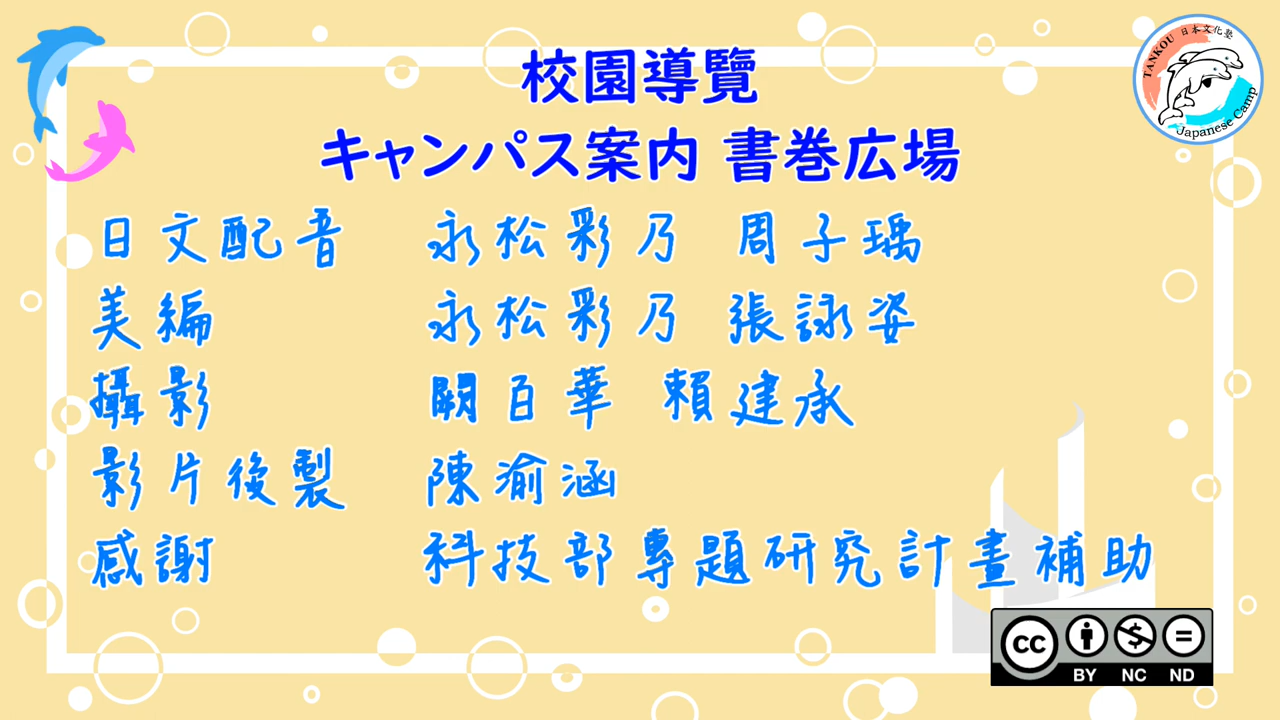 校園導覽
キャンパス案内 書巻広場
日文配音 永松彩乃 周子瑀
美編 永松彩乃 張詠姿
攝影 闕百華 賴建承
影片後製 陳渝涵
感謝 科技部專題研究計畫補助
TANKOU 日本文化塾
Japanese Camp
CC BY NC ND